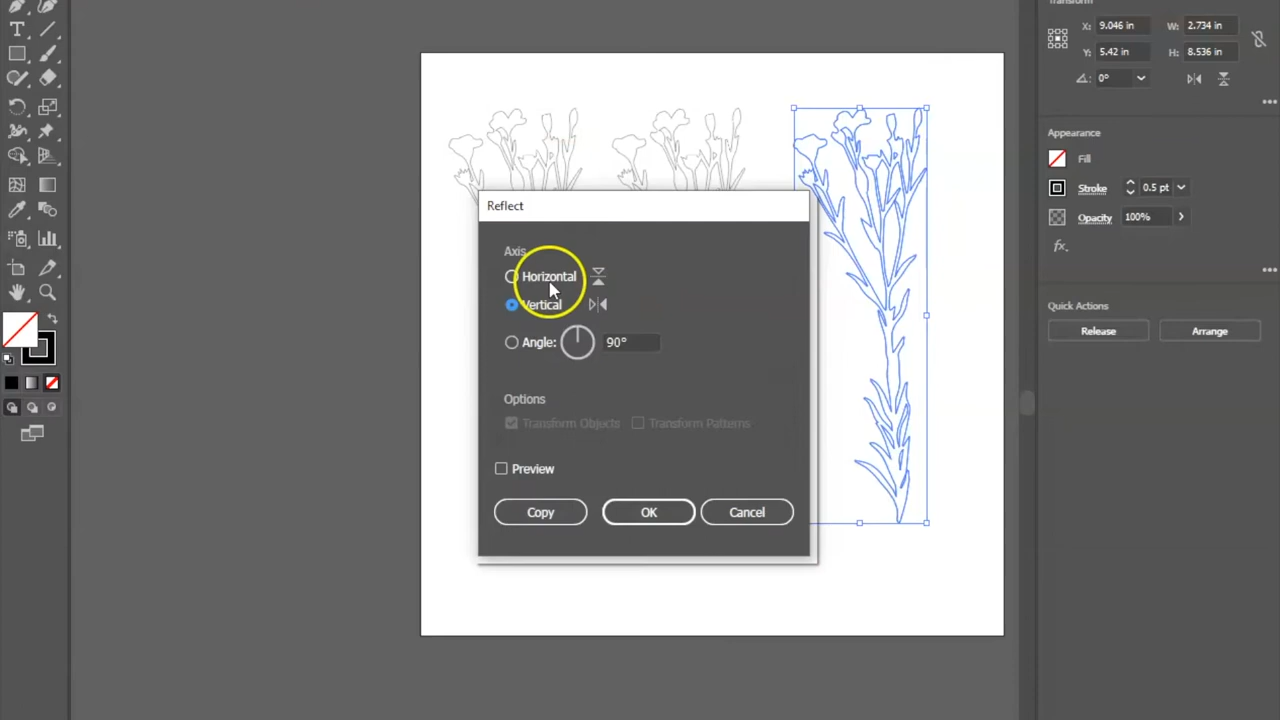 Transform
X: 9.046 in W: 2.734 in
Y: 5.42 in H: 8.536 in
0°
Appearance
Fill
Stroke 0.5 pt
Opacity 100%
fx.
Quick Actions
Release Arrange
Reflect
Axis
Horizontal
Vertical
Angle: 90°
Options
Transform Objects Transform Patterns
Preview
Copy OK Cancel